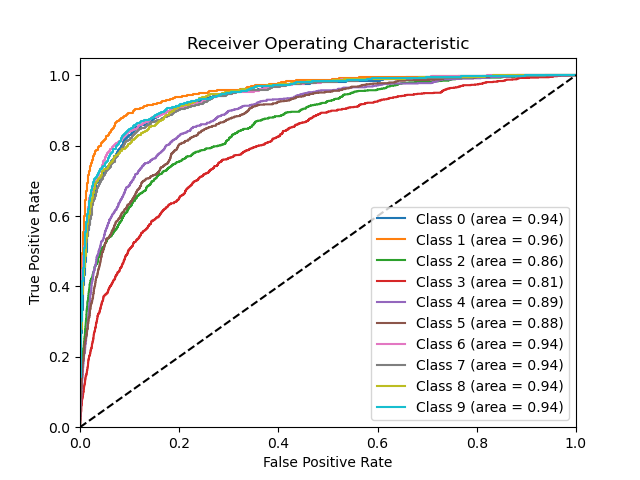 Receiver Operating Characteristic
1.0
0.8
0.6
0.4
0.2
0.0
True Positive Rate
Class 0 (area = 0.94)
Class 1 (area = 0.96)
Class 2 (area = 0.86)
Class 3 (area = 0.81)
Class 4 (area = 0.89)
Class 5 (area = 0.88)
Class 6 (area = 0.94)
Class 7 (area = 0.94)
Class 8 (area = 0.94)
Class 9 (area = 0.94)
0.0 0.2 0.4 0.6 0.8 1.0
False Positive Rate